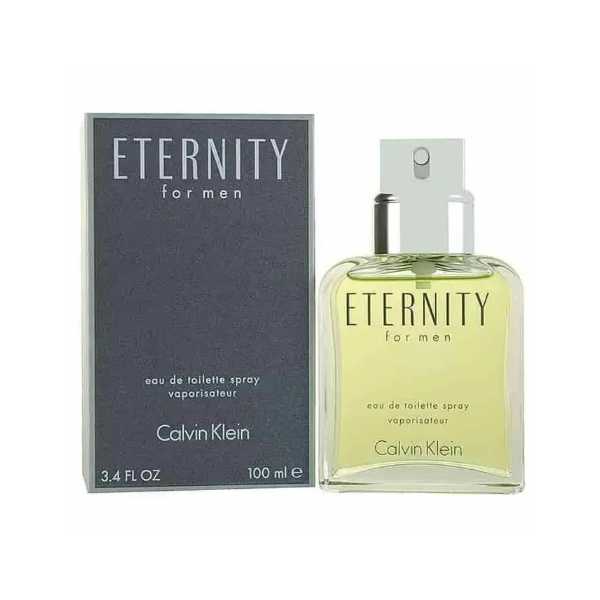 ETERNITY
for men
eau de toilette spray
vaporisateur
Calvin Klein
3.4 FL OZ 100 ml e
ETERNITY
for men
eau de toilette spray
vaporisateur
Calvin Klein